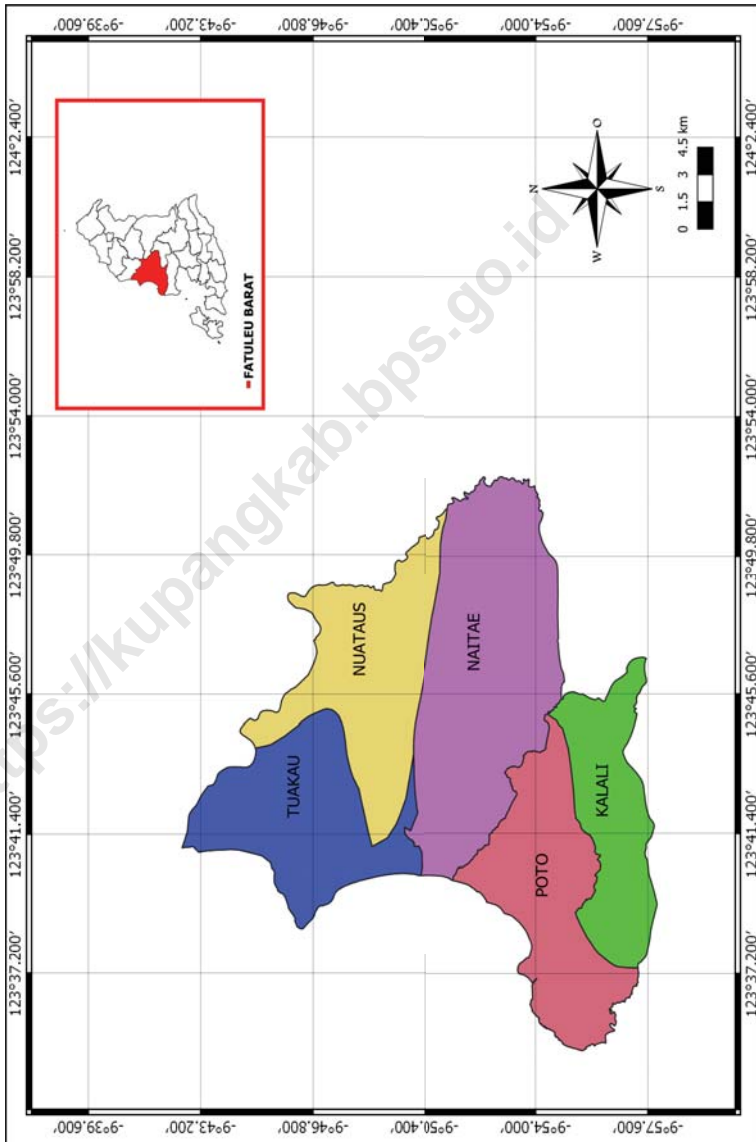 123°37.200' 123°41.400' 123°45.600' 123°49.800' 123°54.000' 123°58.200' 124°2.400'
-9°39.600' -9°39.600'
-9°43.200' -9°43.200'
-9°46.800' -9°46.800'
-9°50.400' -9°50.400'
-9°54.000' -9°54.000'
-9°57.600' -9°57.600'
FATULEU BARAT
TUAKAU
NUATAUS
NAITAE
POTO
KALALI
N
W O
S
0 1.5 3 4.5 km
123°37.200' 123°41.400' 123°45.600' 123°49.800' 123°54.000' 123°58.200' 124°2.400'
ttps://kupangkab.bps.go.id